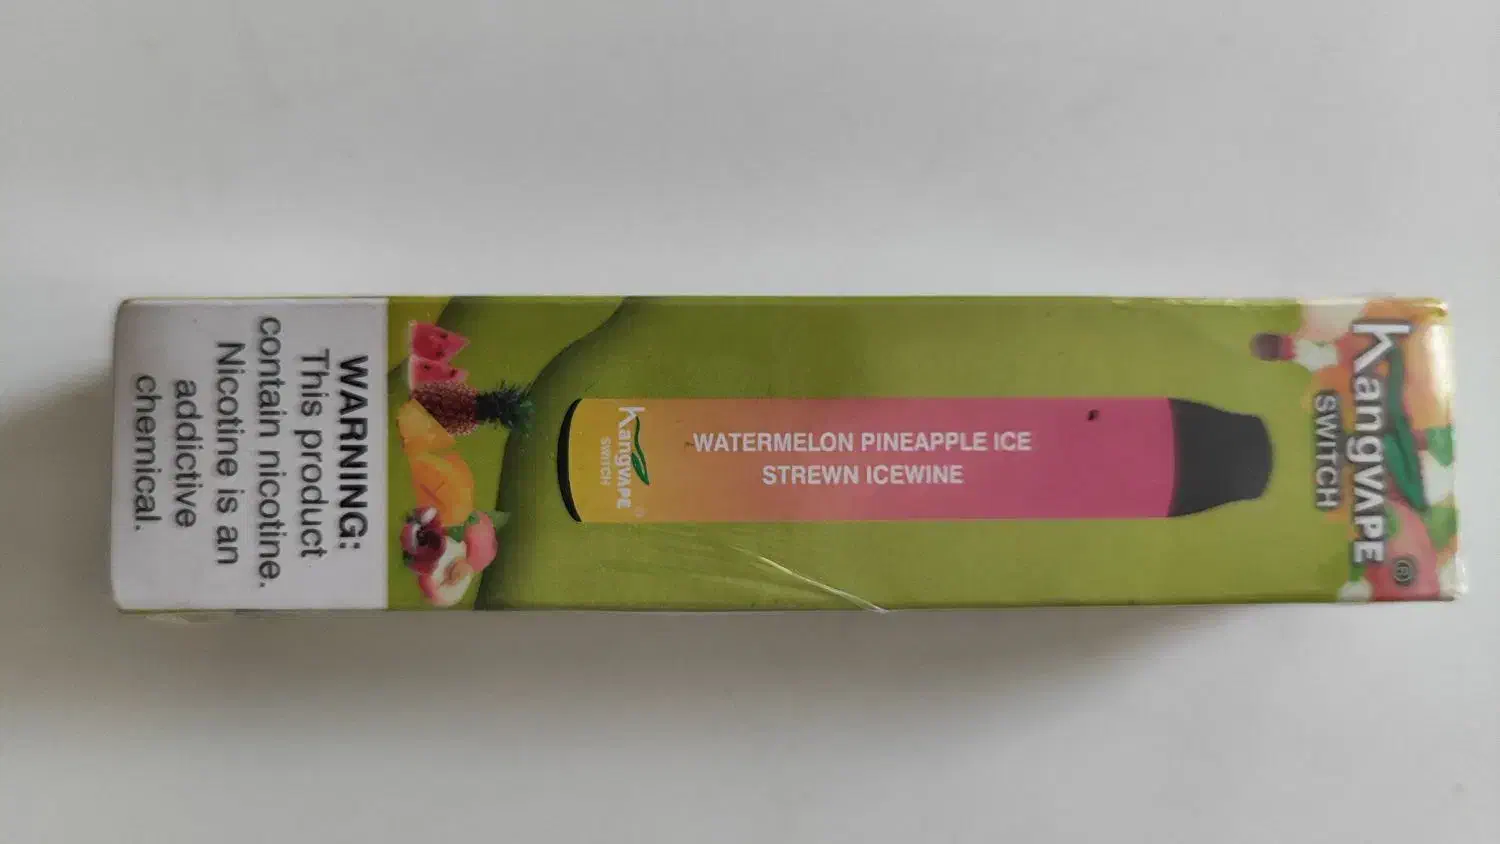 KangVAPE ®
SWITCH
KangVAPE ®
SWITCH
WATERMELON PINEAPPLE ICE
STREWN ICEWINE
WARNING:
This product
contain nicotine.
Nicotine is an
addictive
chemical.